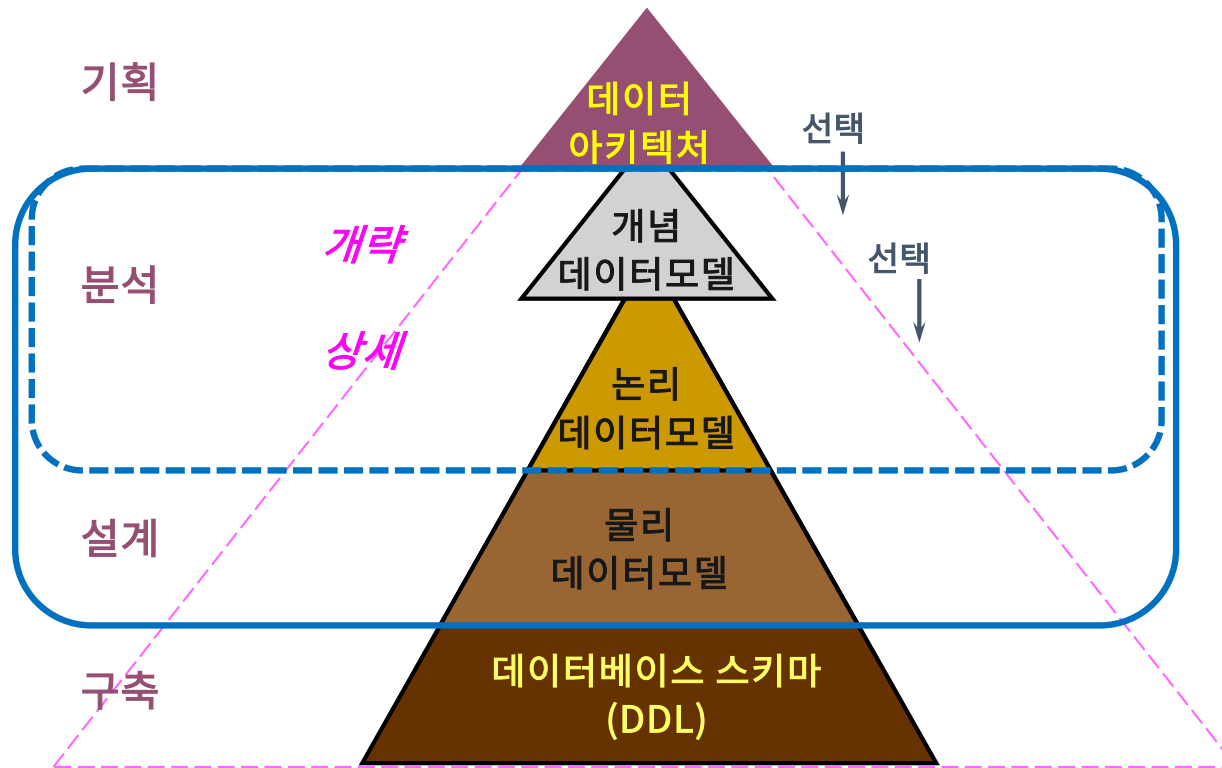 기획
데이터
아키텍처
선택
개략
개념
데이터모델
선택
분석
상세
논리
데이터모델
설계
물리
데이터모델
구축
데이터베이스 스키마
(DDL)